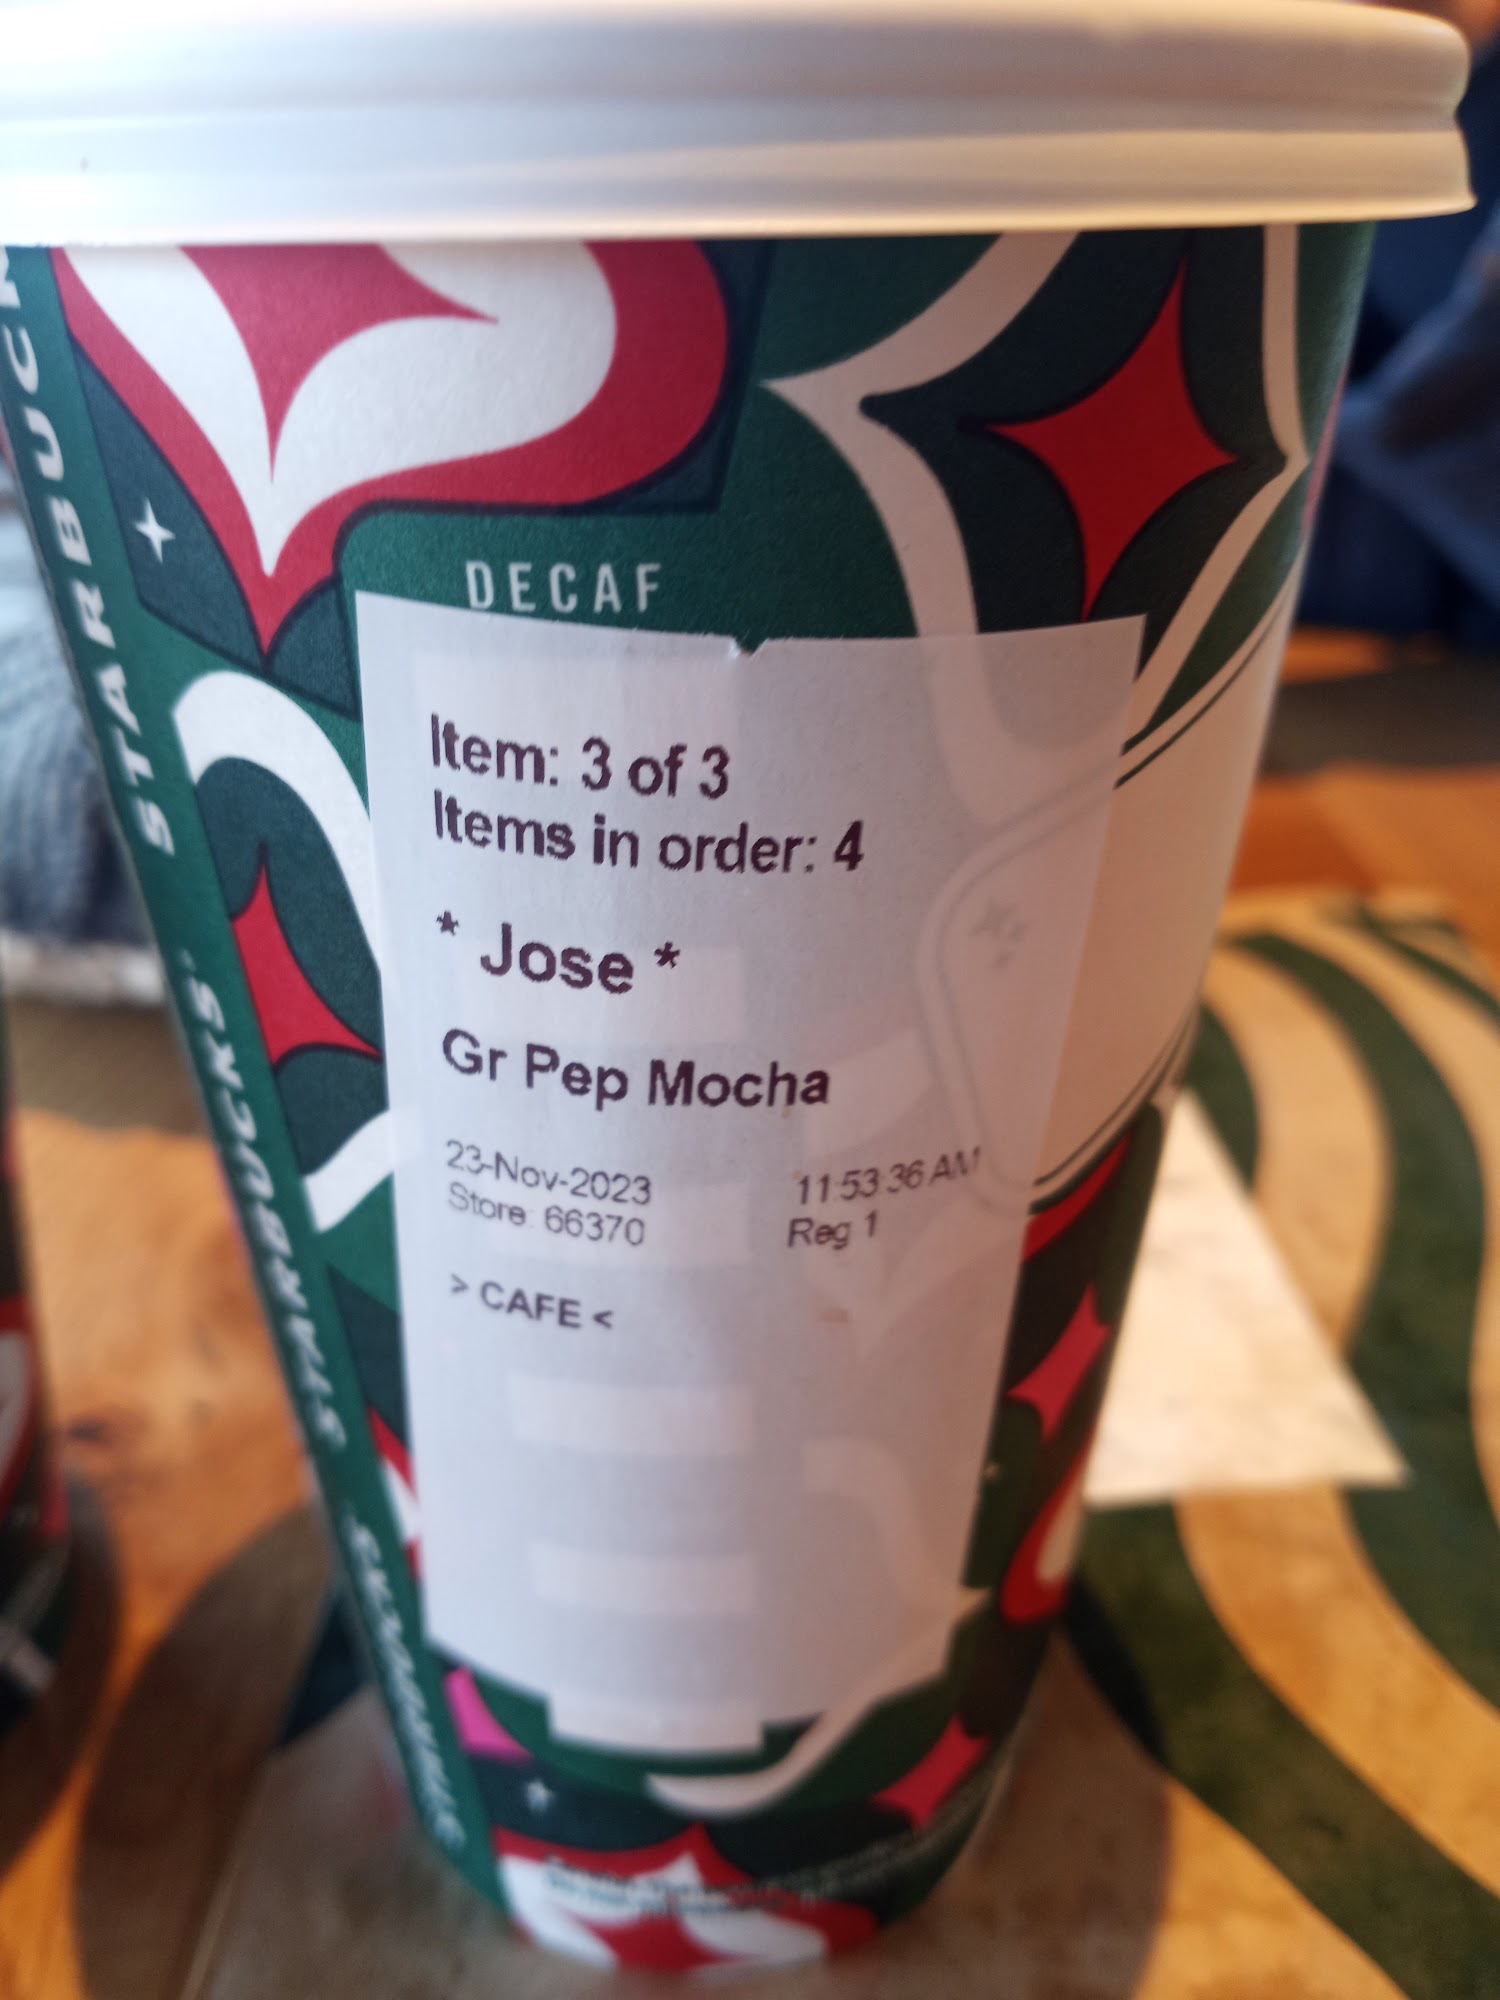 STARBUCKS
STARBUCKS
STARBUCKS
DECAF
Item: 3 of 3
Items in order: 4
* Jose *
Gr Pep Mocha
23-Nov-2023 11:53:36 AM
Store: 66370 Reg 1
> CAFE <